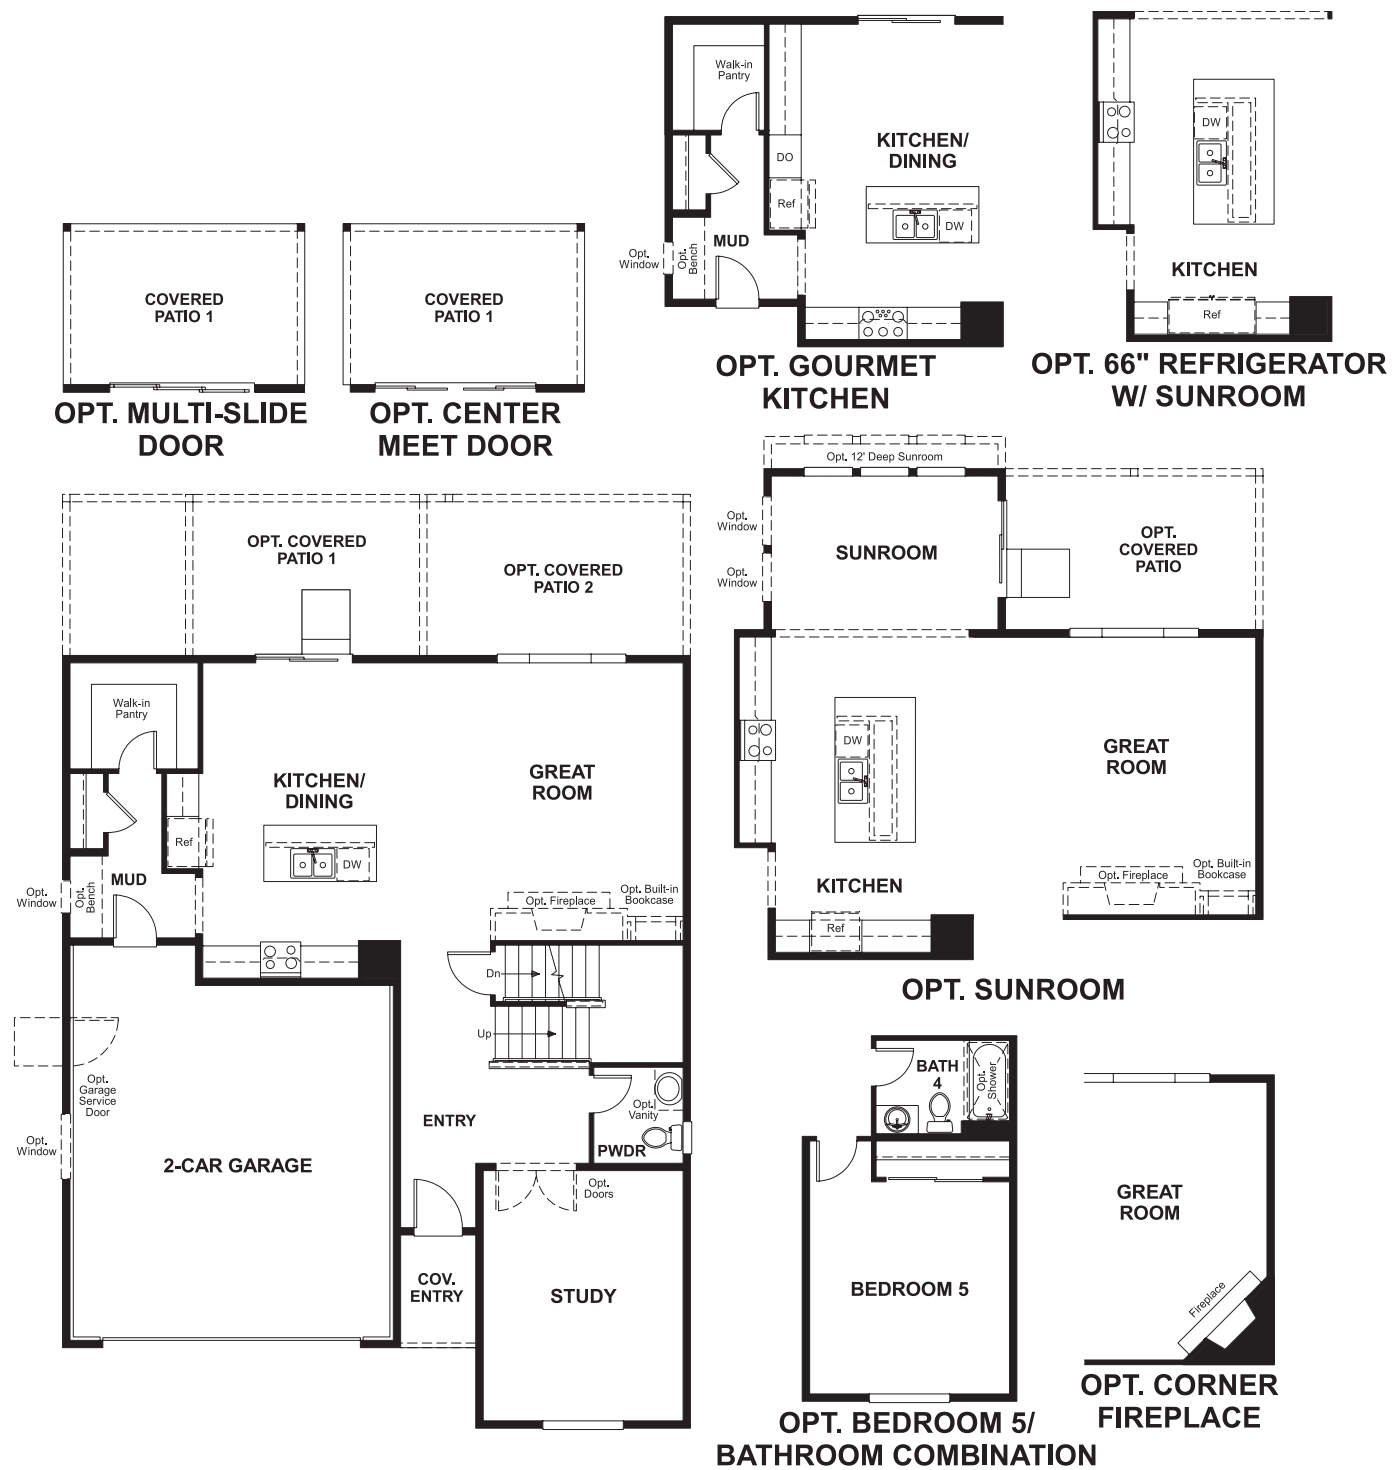 Walk-in
Pantry
KITCHEN/
DINING
DO
Ref
DW
MUD
Opt.
Window
Opt.
Bench
OPT. GOURMET
KITCHEN
DW
KITCHEN
Ref
OPT. 66" REFRIGERATOR
W/ SUNROOM
COVERED
PATIO 1
OPT. MULTI-SLIDE
DOOR
COVERED
PATIO 1
OPT. CENTER
MEET DOOR
Opt. 12' Deep Sunroom
Opt.
Window
Opt.
Window
SUNROOM
OPT.
COVERED
PATIO
DW
GREAT
ROOM
KITCHEN
Opt. Fireplace
Opt. Built-in
Bookcase
Ref
OPT. SUNROOM
OPT. COVERED
PATIO 1
OPT. COVERED
PATIO 2
Walk-in
Pantry
KITCHEN/
DINING
GREAT
ROOM
Ref
DW
MUD
Opt.
Window
Opt.
Bench
Opt. Fireplace
Opt. Built-in
Bookcase
Dn
Up
Opt.
Garage
Service
Door
Opt.
Window
2-CAR GARAGE
ENTRY
Opt.
Vanity
PWDR
Opt.
Doors
COV.
ENTRY
STUDY
BATH
4
Opt.
Shower
BEDROOM 5
OPT. BEDROOM 5/
BATHROOM COMBINATION
GREAT
ROOM
Fireplace
OPT. CORNER
FIREPLACE